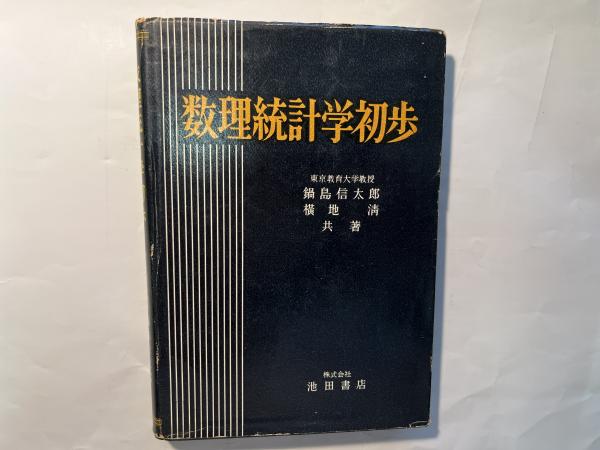 数理統計学初歩
東京教育大学教授
鍋島信太郎
横地清
共著
株式会社
池田書店